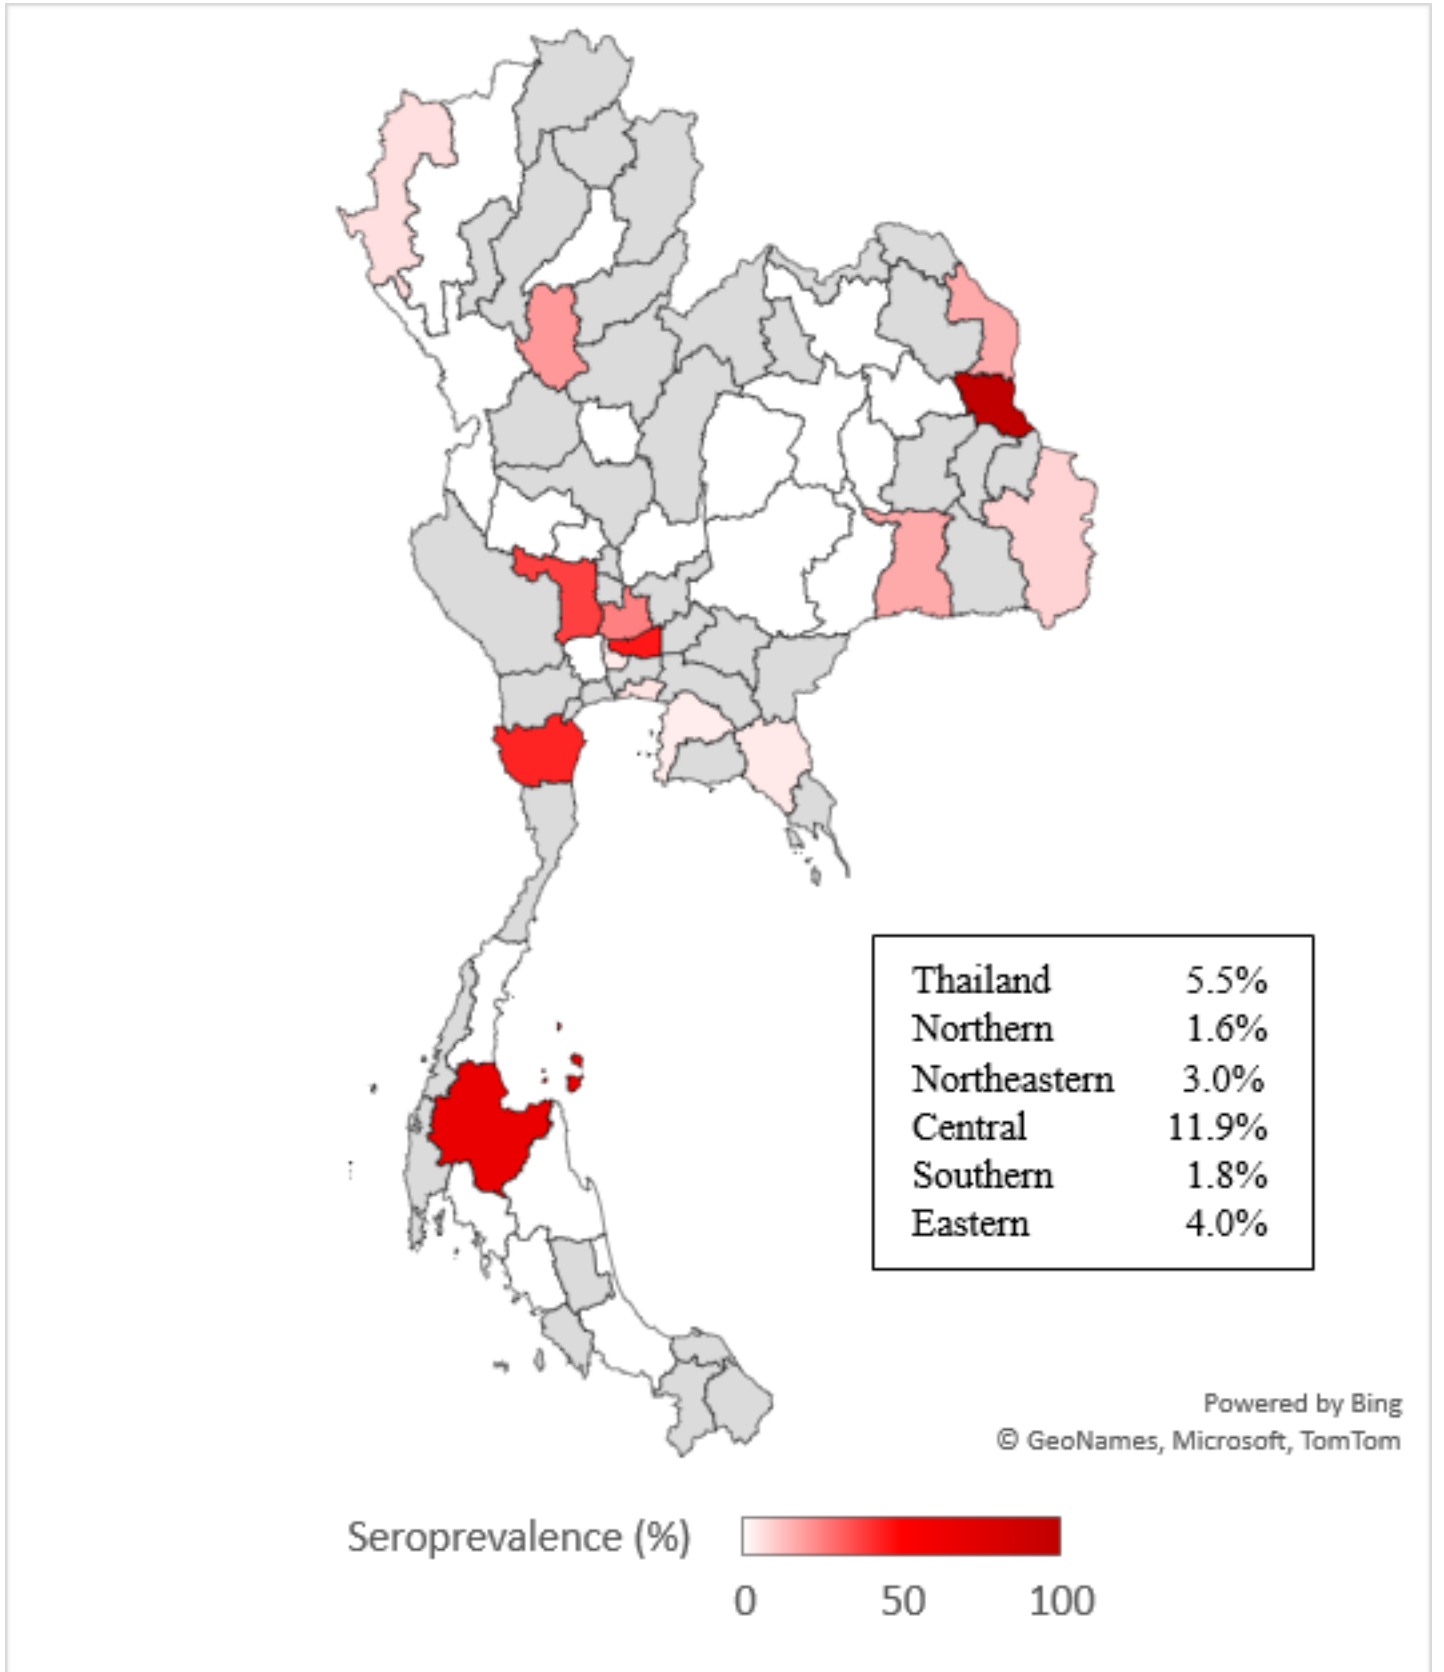 Thailand 5.5%
Northern 1.6%
Northeastern 3.0%
Central 11.9%
Southern 1.8%
Eastern 4.0%
Powered by Bing
© GeoNames, Microsoft, TomTom
Seroprevalence (%)
0 50 100